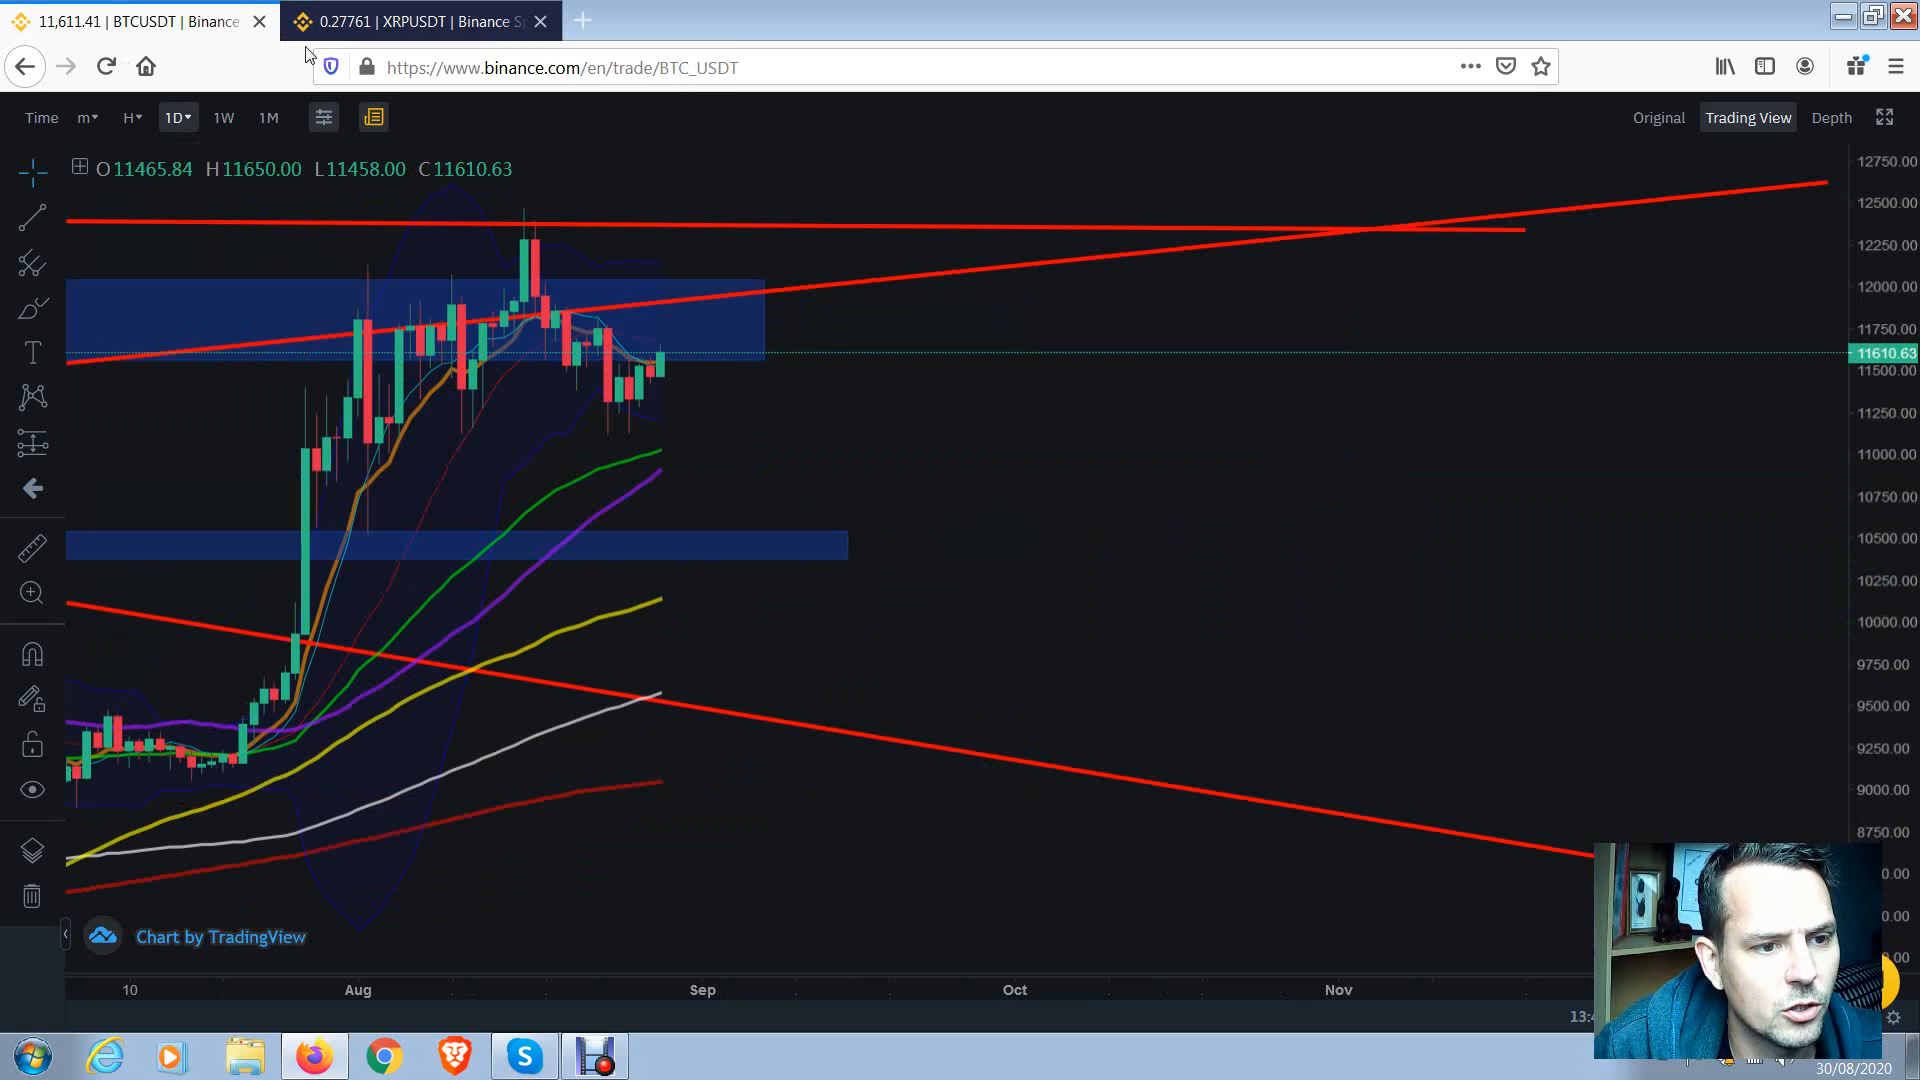 11,611.41 | BTCUSDT | Binance
0.27761 | XRPUSDT | Binance Sp
https://www.binance.com/en/trade/BTC_USDT
Time m▾ H▾ 1D▾ 1W 1M
Original Trading View Depth
O 11465.84 H 11650.00 L 11458.00 C 11610.63
12750.00
12500.00
12250.00
12000.00
11750.00
11610.63
11500.00
11250.00
11000.00
10750.00
10500.00
10250.00
10000.00
9750.00
9500.00
9250.00
9000.00
8750.00
Chart by TradingView
10 Aug Sep Oct Nov
30/08/2020